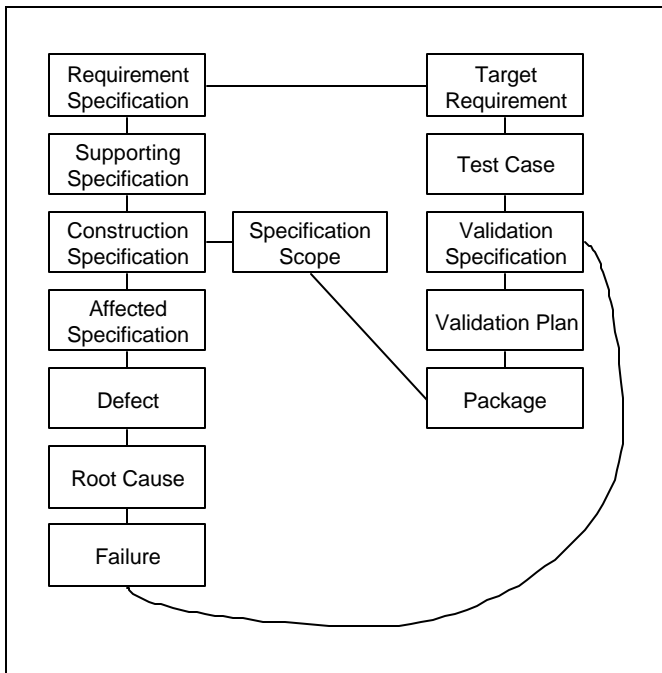 Requirement
Specification
Target
Requirement
Supporting
Specification
Test Case
Construction
Specification
Specification
Scope
Validation
Specification
Affected
Specification
Validation Plan
Defect
Package
Root Cause
Failure